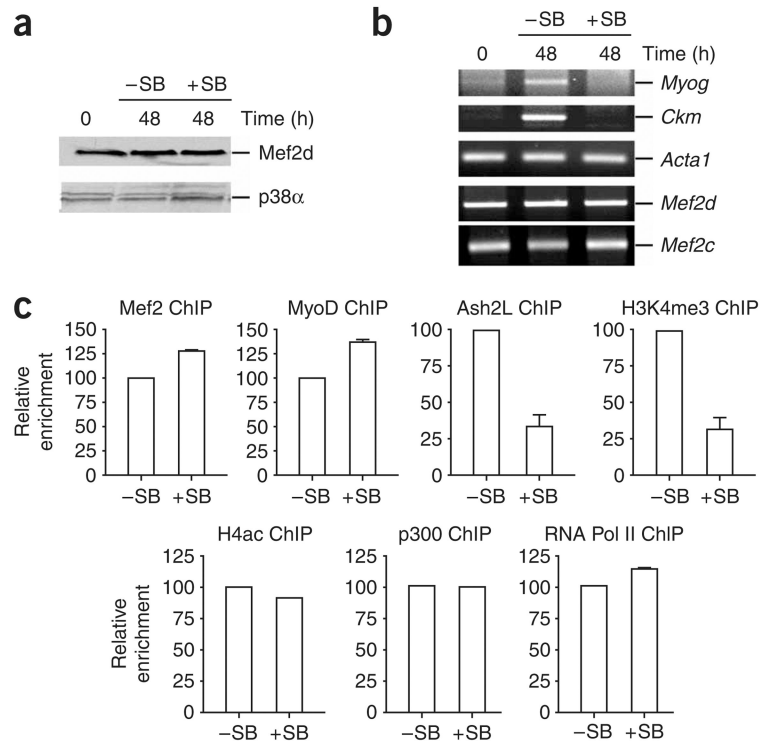 a
−SB +SB
0 48 48 Time (h)
Mef2d
p38α
b
−SB +SB
0 48 48 Time (h)
Myog
Ckm
Acta1
Mef2d
Mef2c
c
Mef2 ChIP
Relative enrichment
150
125
100
75
50
25
0
−SB +SB
MyoD ChIP
150
125
100
75
50
25
0
−SB +SB
Ash2L ChIP
100
75
50
25
0
−SB +SB
H3K4me3 ChIP
100
75
50
25
0
−SB +SB
H4ac ChIP
Relative enrichment
125
100
75
50
25
0
−SB +SB
p300 ChIP
125
100
75
50
25
0
−SB +SB
RNA Pol II ChIP
125
100
75
50
25
0
−SB +SB